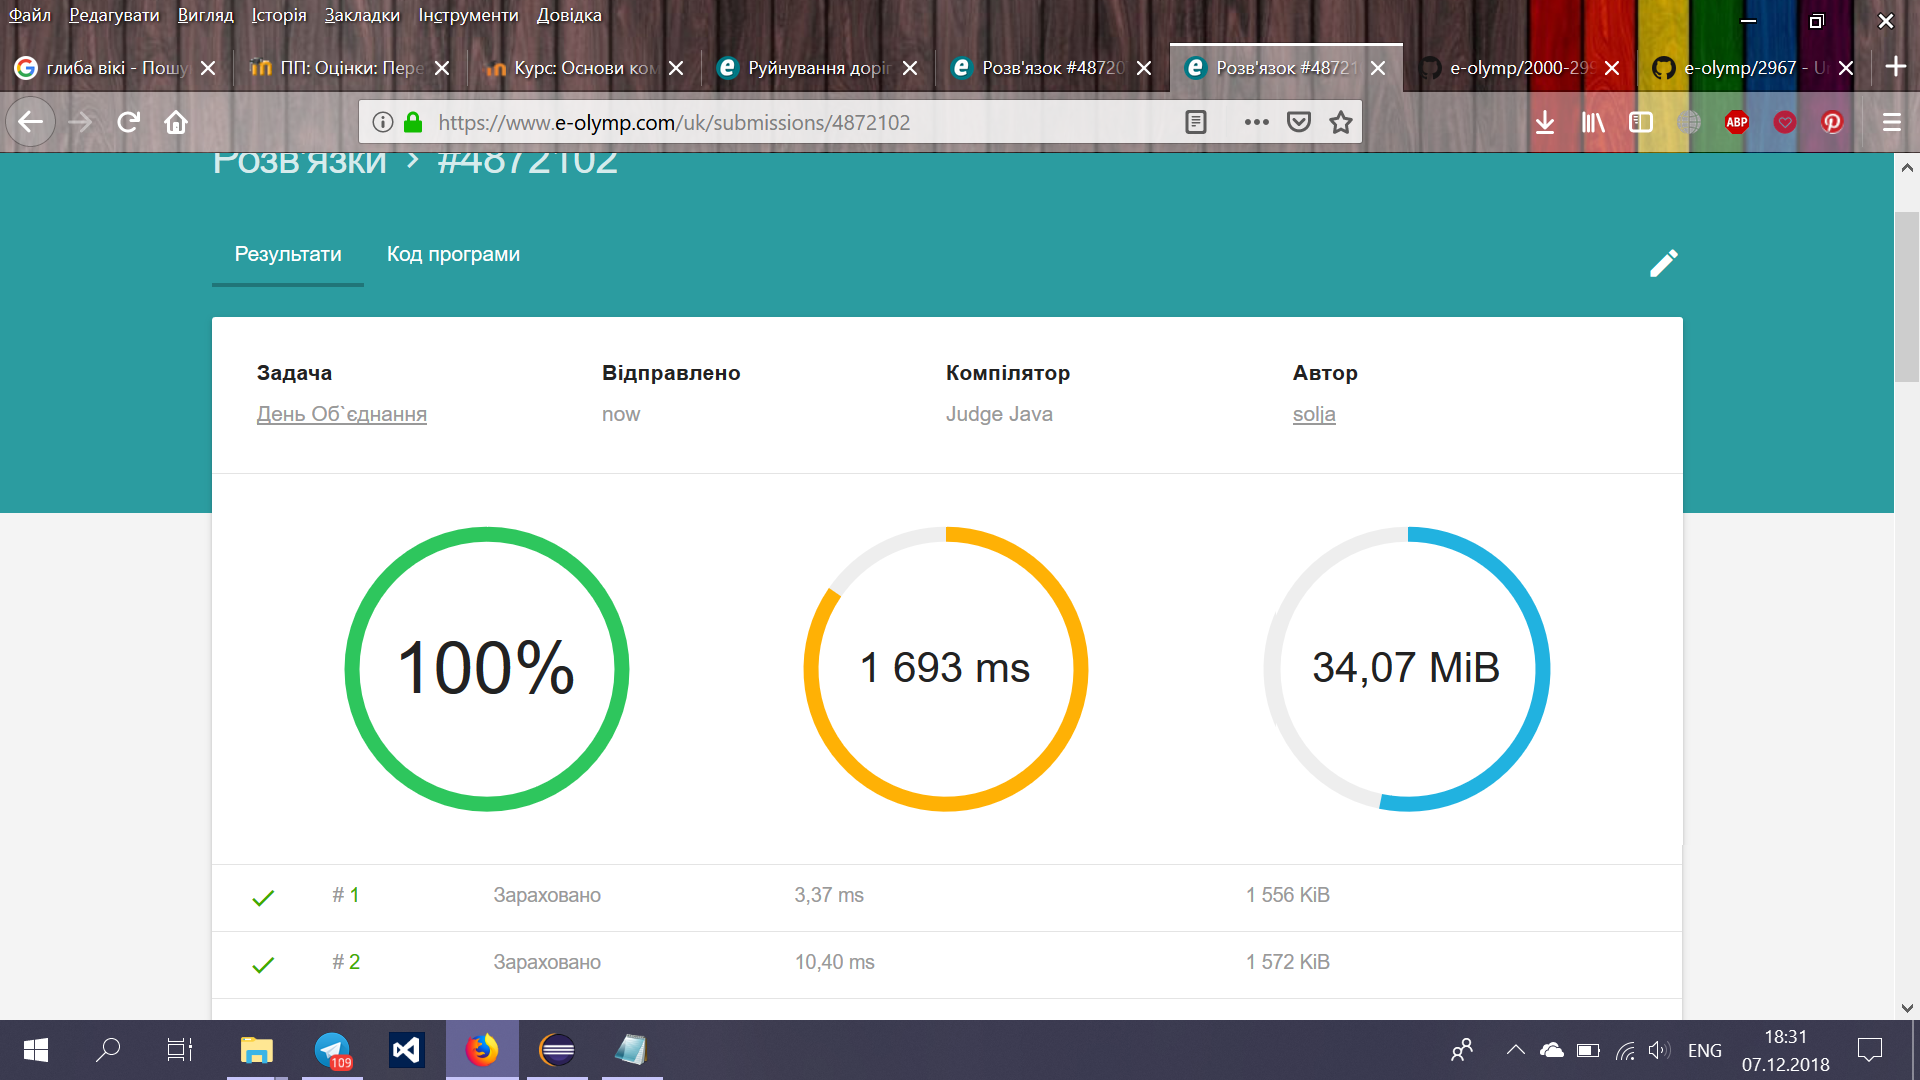 Файл Редагувати Вигляд Історія Закладки Інструменти Довідка
глиба вікі - Пошу
ПП: Оцінки: Пере
Курс: Основи ком
Руйнування доріг
Розв'язок #48720
Розв'язок #48721
e-olymp/2000-299
e-olymp/2967 - Ur
https://www.e-olymp.com/uk/submissions/4872102
ABP
Розв'язки > #4872102
Результати Код програми
Задача Відправлено Компілятор Автор
День Об`єднання now Judge Java solja
100% 1 693 ms 34,07 MiB
# 1 Зараховано 3,37 ms 1 556 KiB
# 2 Зараховано 10,40 ms 1 572 KiB
109
ENG
18:31
07.12.2018